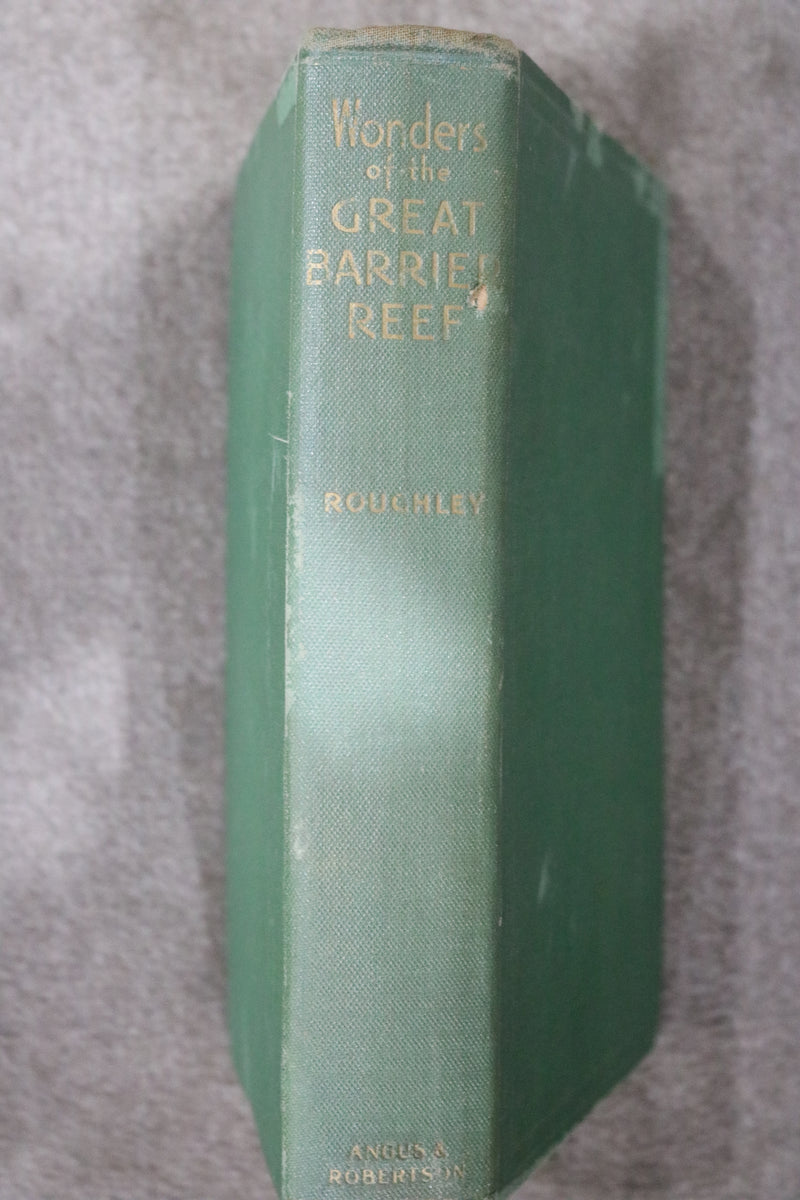 Wonders
of the
GREAT
BARRIER
REEF
ROUGHLEY
ANGUS &
ROBERTSON